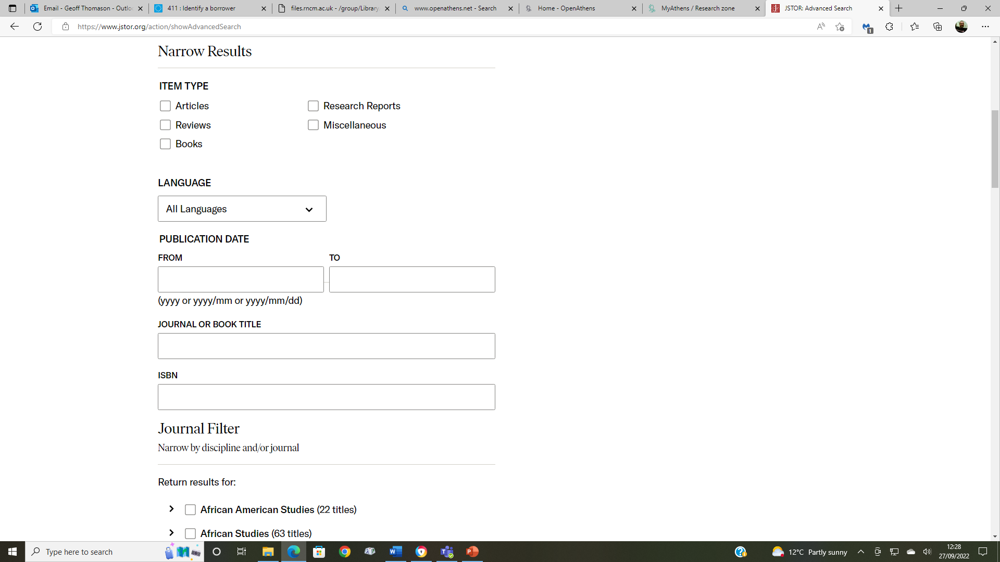 Email - Geoff Thomason - Outlo
411 : Identify a borrower
files.rncm.ac.uk - /group/Library
www.openathens.net - Search
Home - OpenAthens
MyAthens / Research zone
JSTOR: Advanced Search
https://www.jstor.org/action/showAdvancedSearch
1
Narrow Results
ITEM TYPE
Articles
Research Reports
Reviews
Miscellaneous
Books
LANGUAGE
All Languages
PUBLICATION DATE
FROM
TO
(yyyy or yyyy/mm or yyyy/mm/dd)
JOURNAL OR BOOK TITLE
ISBN
Journal Filter
Narrow by discipline and/or journal
Return results for:
African American Studies (22 titles)
African Studies (63 titles)
Type here to search
12°C Partly sunny
12:28
27/09/2022